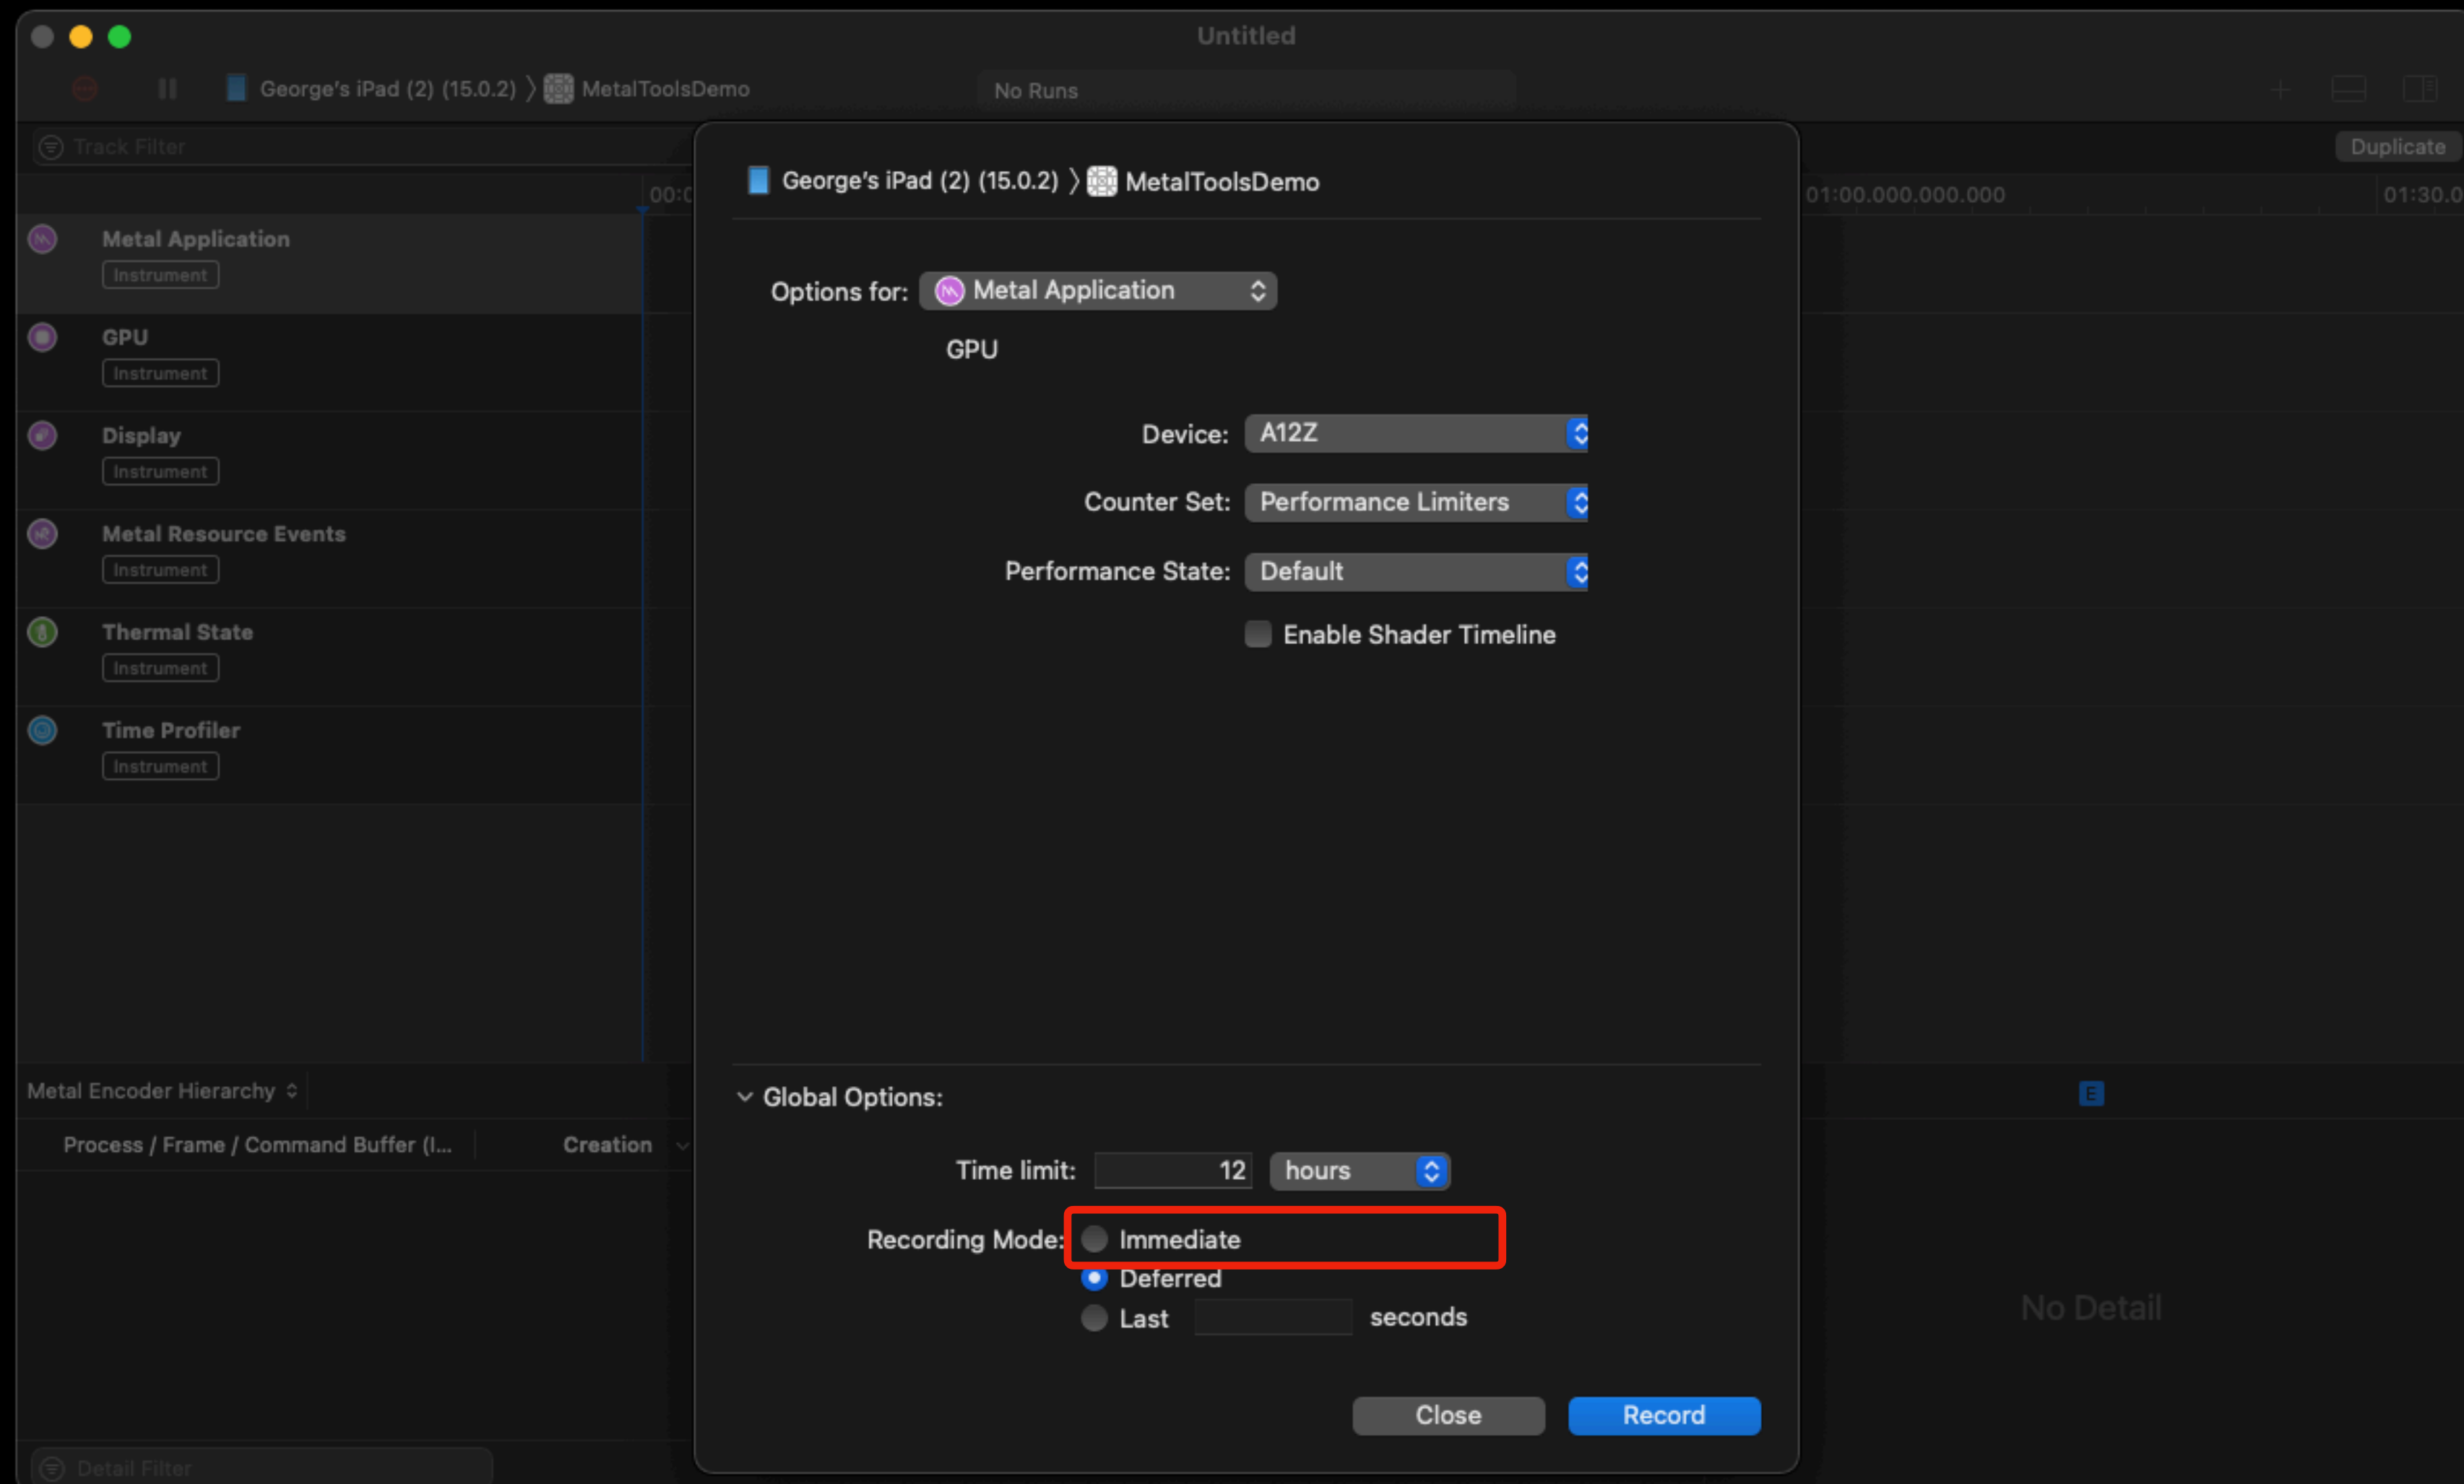 Untitled
George's iPad (2) (15.0.2) 〉 MetalToolsDemo
No Runs
Track Filter
Duplicate
George's iPad (2) (15.0.2) 〉 MetalToolsDemo
01:00.000.000.000
01:30.0
00:0
Metal Application
Instrument
Options for: Metal Application
GPU
GPU
Instrument
Device: A12Z
Display
Instrument
Counter Set: Performance Limiters
Metal Resource Events
Instrument
Performance State: Default
Enable Shader Timeline
Thermal State
Instrument
Time Profiler
Instrument
Metal Encoder Hierarchy
Global Options:
E
Process / Frame / Command Buffer (I...
Creation
Time limit: 12 hours
Recording Mode: Immediate
Deferred
Last seconds
No Detail
Close
Record
Detail Filter